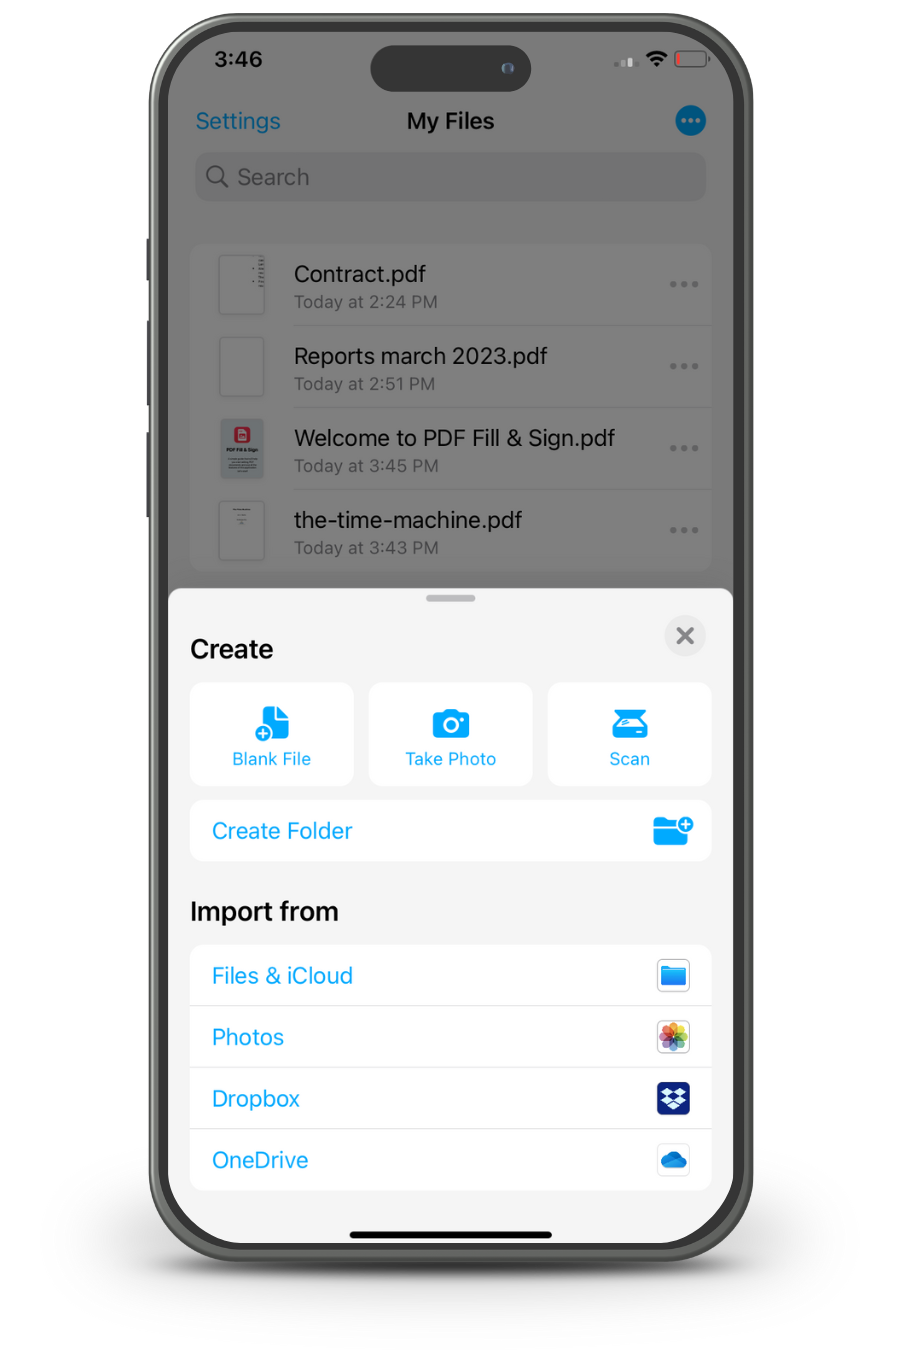 3:46
Settings
My Files
Search
Contract.pdf
Today at 2:24 PM
Reports march 2023.pdf
Today at 2:51 PM
Welcome to PDF Fill & Sign.pdf
Today at 3:45 PM
PDF Fill & Sign
the-time-machine.pdf
Today at 3:43 PM
Create
Blank File
Take Photo
Scan
Create Folder
Import from
Files & iCloud
Photos
Dropbox
OneDrive